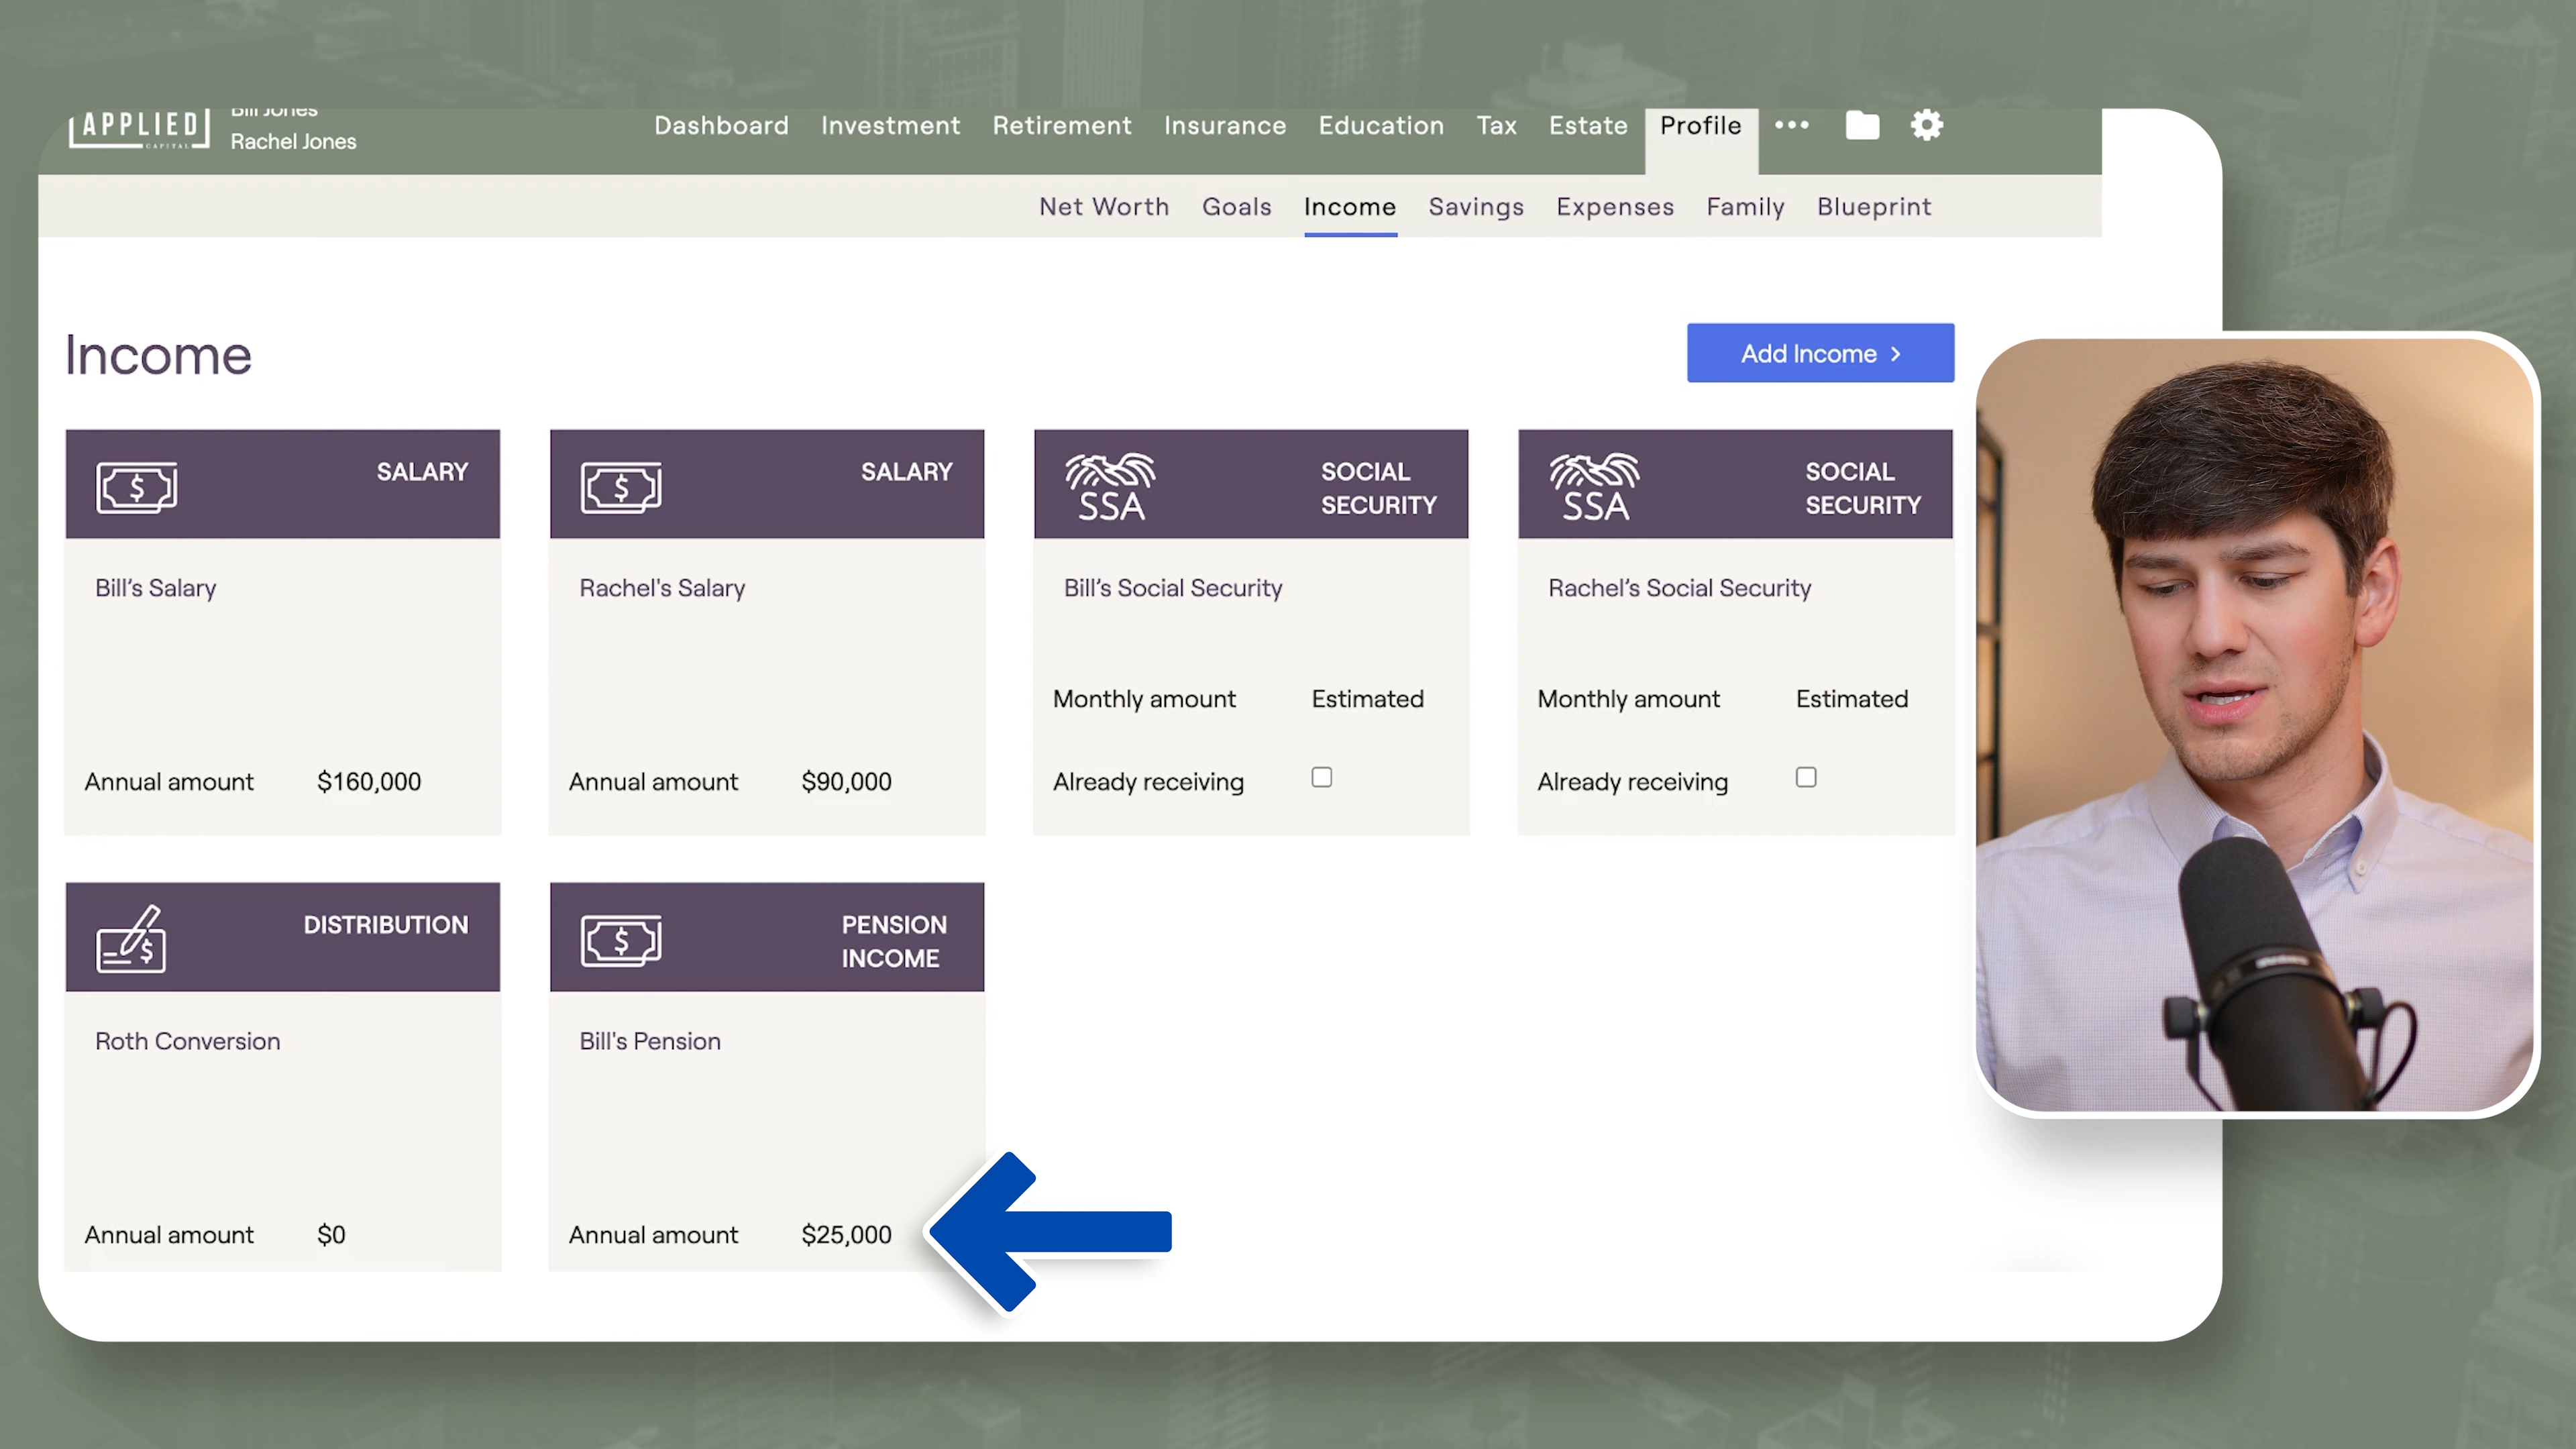 APPLIED
CAPITAL
Bill Jones
Rachel Jones
Dashboard Investment Retirement Insurance Education Tax Estate Profile •••
Net Worth Goals Income Savings Expenses Family Blueprint
Income
Add Income >
SALARY
Bill's Salary
Annual amount $160,000
SALARY
Rachel's Salary
Annual amount $90,000
SSA
SOCIAL
SECURITY
Bill's Social Security
Monthly amount Estimated
Already receiving
SSA
SOCIAL
SECURITY
Rachel's Social Security
Monthly amount Estimated
Already receiving
DISTRIBUTION
Roth Conversion
Annual amount $0
PENSION
INCOME
Bill's Pension
Annual amount $25,000